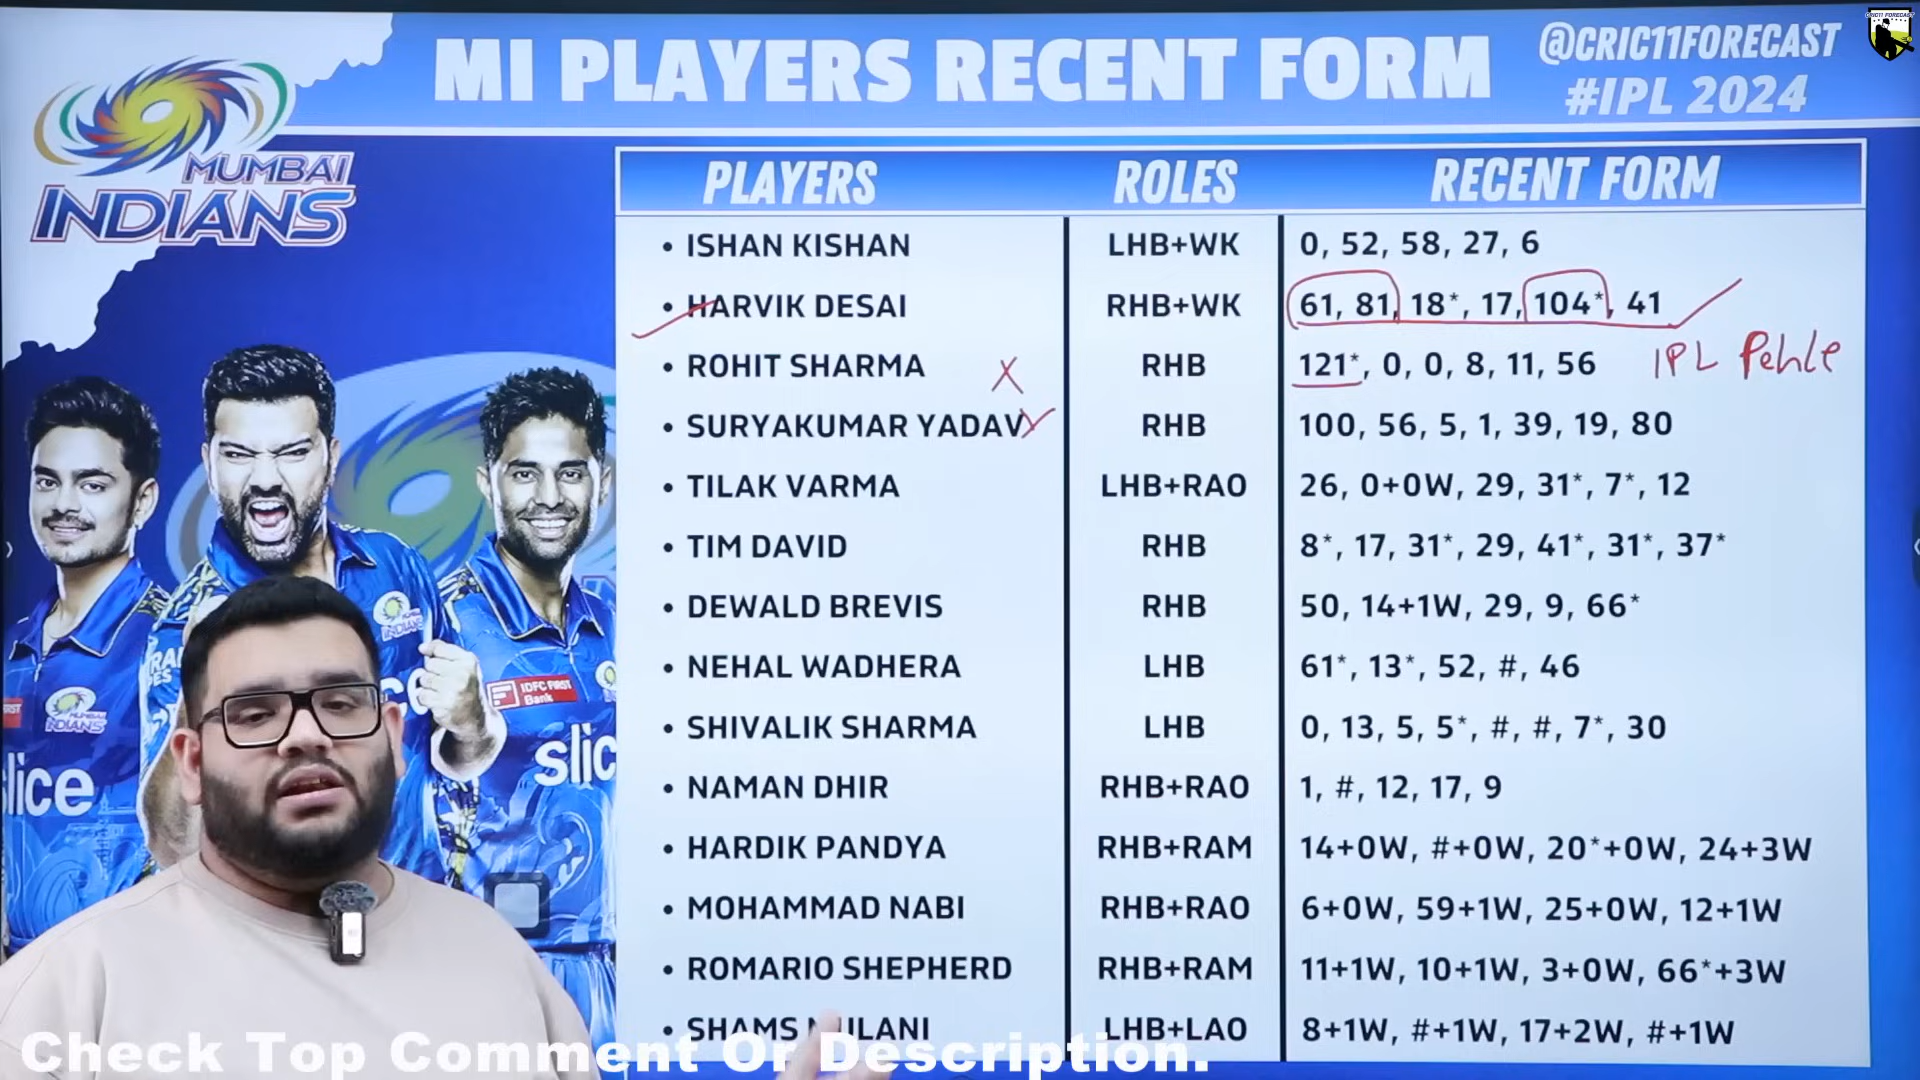 MI PLAYERS RECENT FORM
@CRIC11FORECAST
#IPL 2024
CRIC11 FORECAST
MUMBAI
INDIANS
PLAYERS ROLES RECENT FORM
• ISHAN KISHAN LHB+WK 0, 52, 58, 27, 6
• HARVIK DESAI RHB+WK 61, 81, 18*, 17, 104*, 41
• ROHIT SHARMA RHB 121*, 0, 0, 8, 11, 56
IPL Pehle
• SURYAKUMAR YADAV RHB 100, 56, 5, 1, 39, 19, 80
• TILAK VARMA LHB+RAO 26, 0+0W, 29, 31*, 7*, 12
• TIM DAVID RHB 8*, 17, 31*, 29, 41*, 31*, 37*
• DEWALD BREVIS RHB 50, 14+1W, 29, 9, 66*
• NEHAL WADHERA LHB 61*, 13*, 52, #, 46
• SHIVALIK SHARMA LHB 0, 13, 5, 5*, #, #, 7*, 30
• NAMAN DHIR RHB+RAO 1, #, 12, 17, 9
• HARDIK PANDYA RHB+RAM 14+0W, #+0W, 20*+0W, 24+3W
• MOHAMMAD NABI RHB+RAO 6+0W, 59+1W, 25+0W, 12+1W
• ROMARIO SHEPHERD RHB+RAM 11+1W, 10+1W, 3+0W, 66*+3W
• SHAMS MULANI LHB+LAO 8+1W, #+1W, 17+2W, #+1W
IDFC FIRST
Bank
slice
slice
INDIANS
INDIANS
Check Top Comment Or Description.